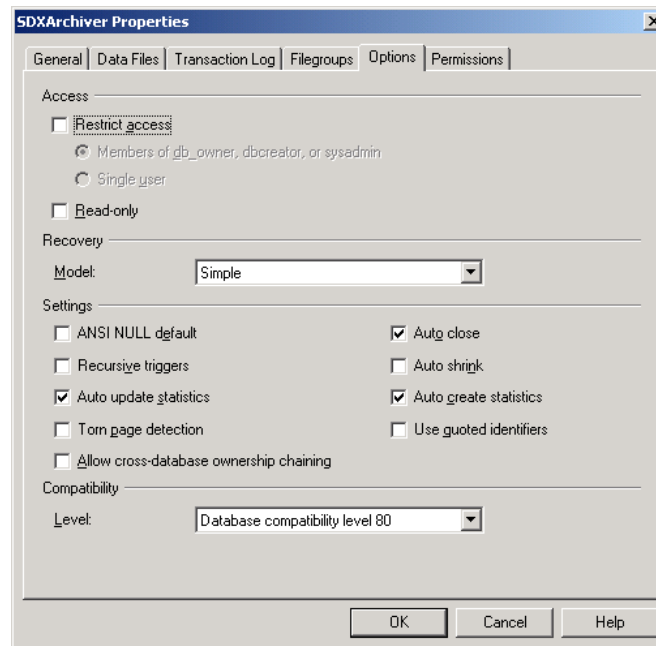 SDXArchiver Properties
General Data Files Transaction Log Filegroups Options Permissions
Access
Restrict access
Members of db_owner, dbcreator, or sysadmin
Single user
Read-only
Recovery
Model: Simple
Settings
ANSI NULL default Auto close
Recursive triggers Auto shrink
Auto update statistics Auto create statistics
Torn page detection Use quoted identifiers
Allow cross-database ownership chaining
Compatibility
Level: Database compatibility level 80
OK Cancel Help